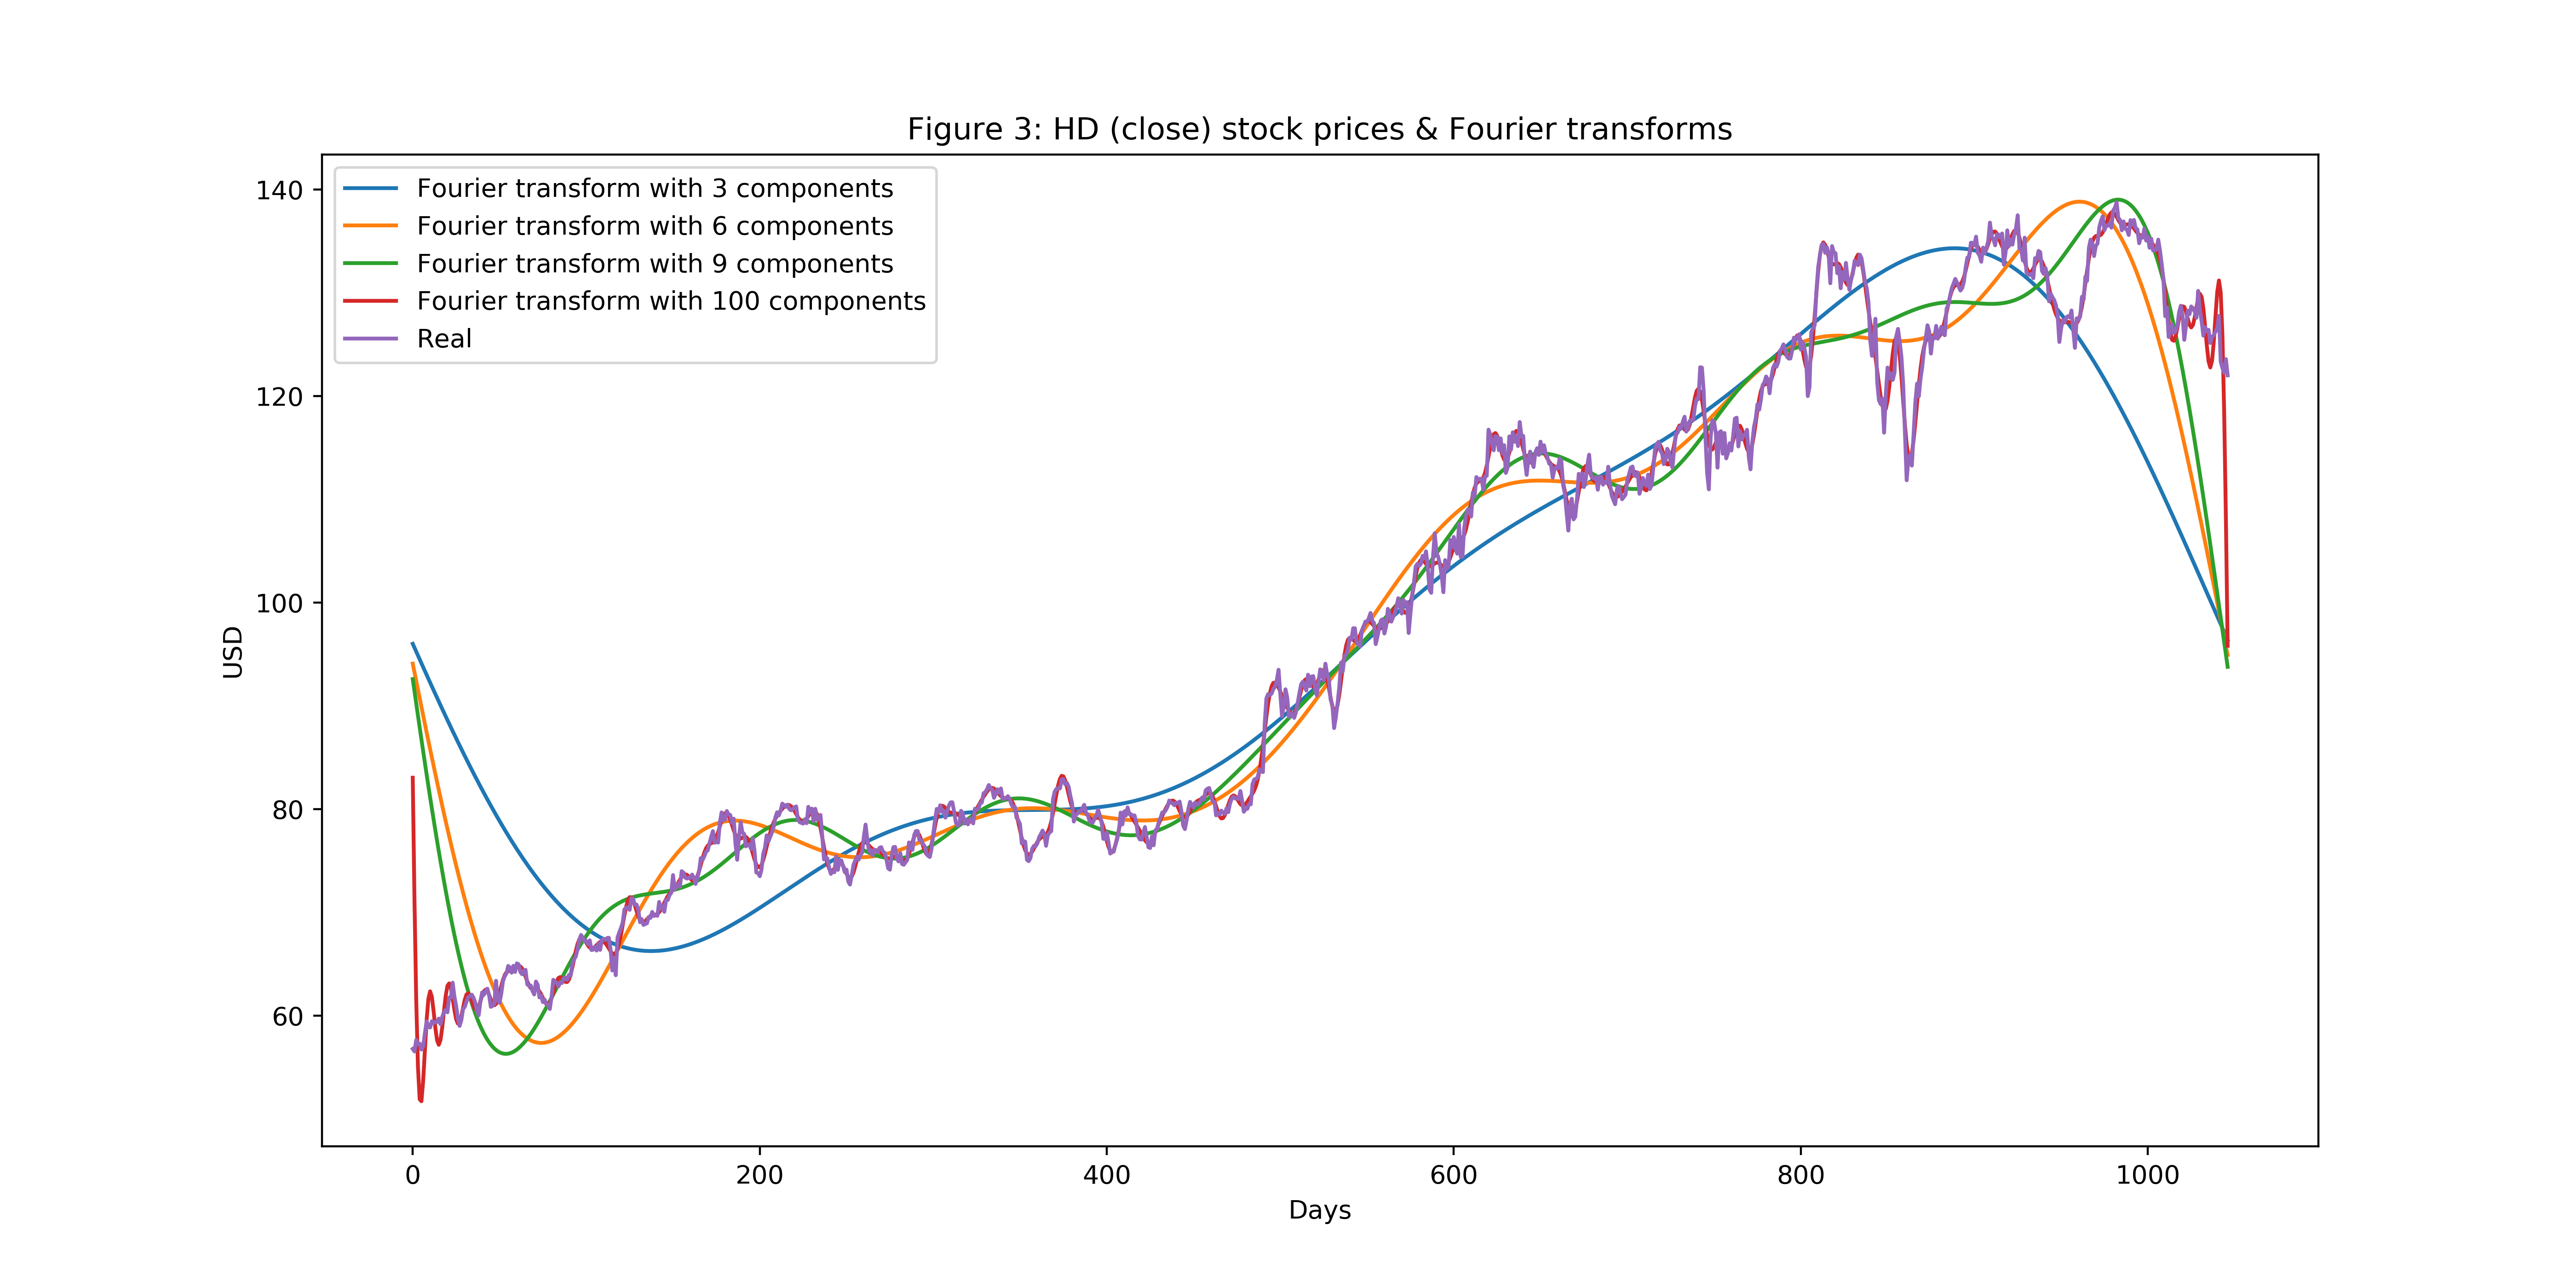 Figure 3: HD (close) stock prices & Fourier transforms
Fourier transform with 3 components
Fourier transform with 6 components
Fourier transform with 9 components
Fourier transform with 100 components
Real
140
120
100
80
60
USD
0 200 400 600 800 1000
Days